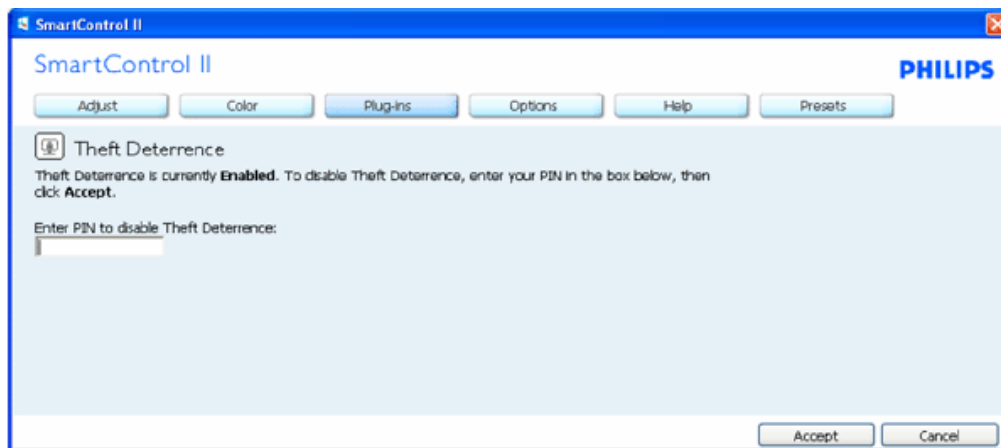 SmartControl II
SmartControl II
PHILIPS
Adjust Color Plug-ins Options Help Presets
Theft Deterrence
Theft Deterrence is currently Enabled. To disable Theft Deterrence, enter your PIN in the box below, then
click Accept.
Enter PIN to disable Theft Deterrence:
Accept Cancel